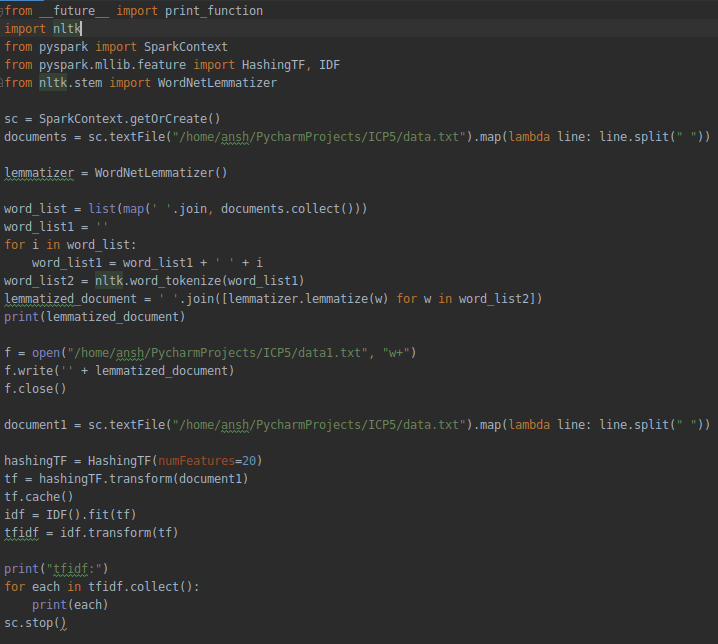 from __future__ import print_function
import nltk
from pyspark import SparkContext
from pyspark.mllib.feature import HashingTF, IDF
from nltk.stem import WordNetLemmatizer
sc = SparkContext.getOrCreate()
documents = sc.textFile("/home/ansh/PycharmProjects/ICP5/data.txt").map(lambda line: line.split(" "))
lemmatizer = WordNetLemmatizer()
word_list = list(map(' '.join, documents.collect()))
word_list1 = ''
for i in word_list:
    word_list1 = word_list1 + ' ' + i
word_list2 = nltk.word_tokenize(word_list1)
lemmatized_document = ' '.join([lemmatizer.lemmatize(w) for w in word_list2])
print(lemmatized_document)
f = open("/home/ansh/PycharmProjects/ICP5/data1.txt", "w+")
f.write('' + lemmatized_document)
f.close()
document1 = sc.textFile("/home/ansh/PycharmProjects/ICP5/data.txt").map(lambda line: line.split(" "))
hashingTF = HashingTF(numFeatures=20)
tf = hashingTF.transform(document1)
tf.cache()
idf = IDF().fit(tf)
tfidf = idf.transform(tf)
print("tfidf:")
for each in tfidf.collect():
    print(each)
sc.stop()